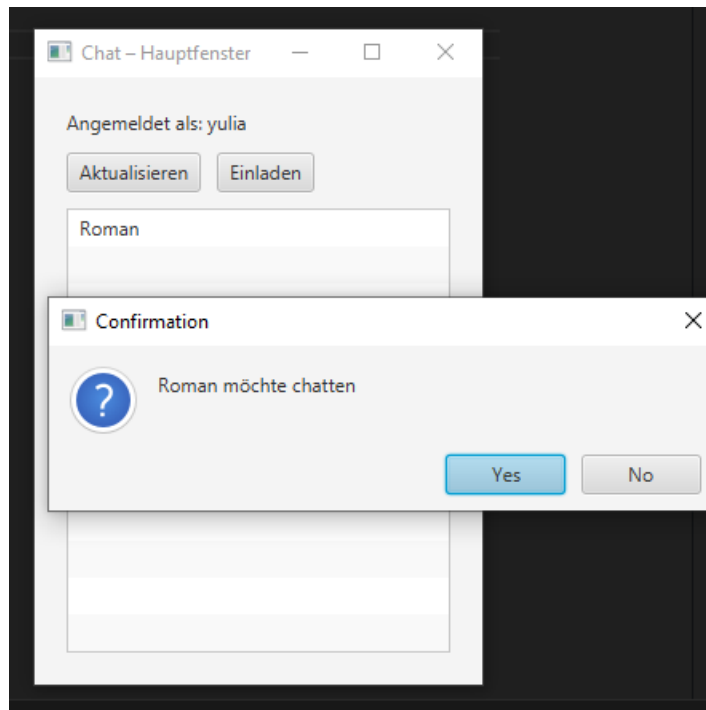 Chat – Hauptfenster
Angemeldet als: yulia
Aktualisieren Einladen
Roman
Confirmation
?
Roman möchte chatten
Yes No